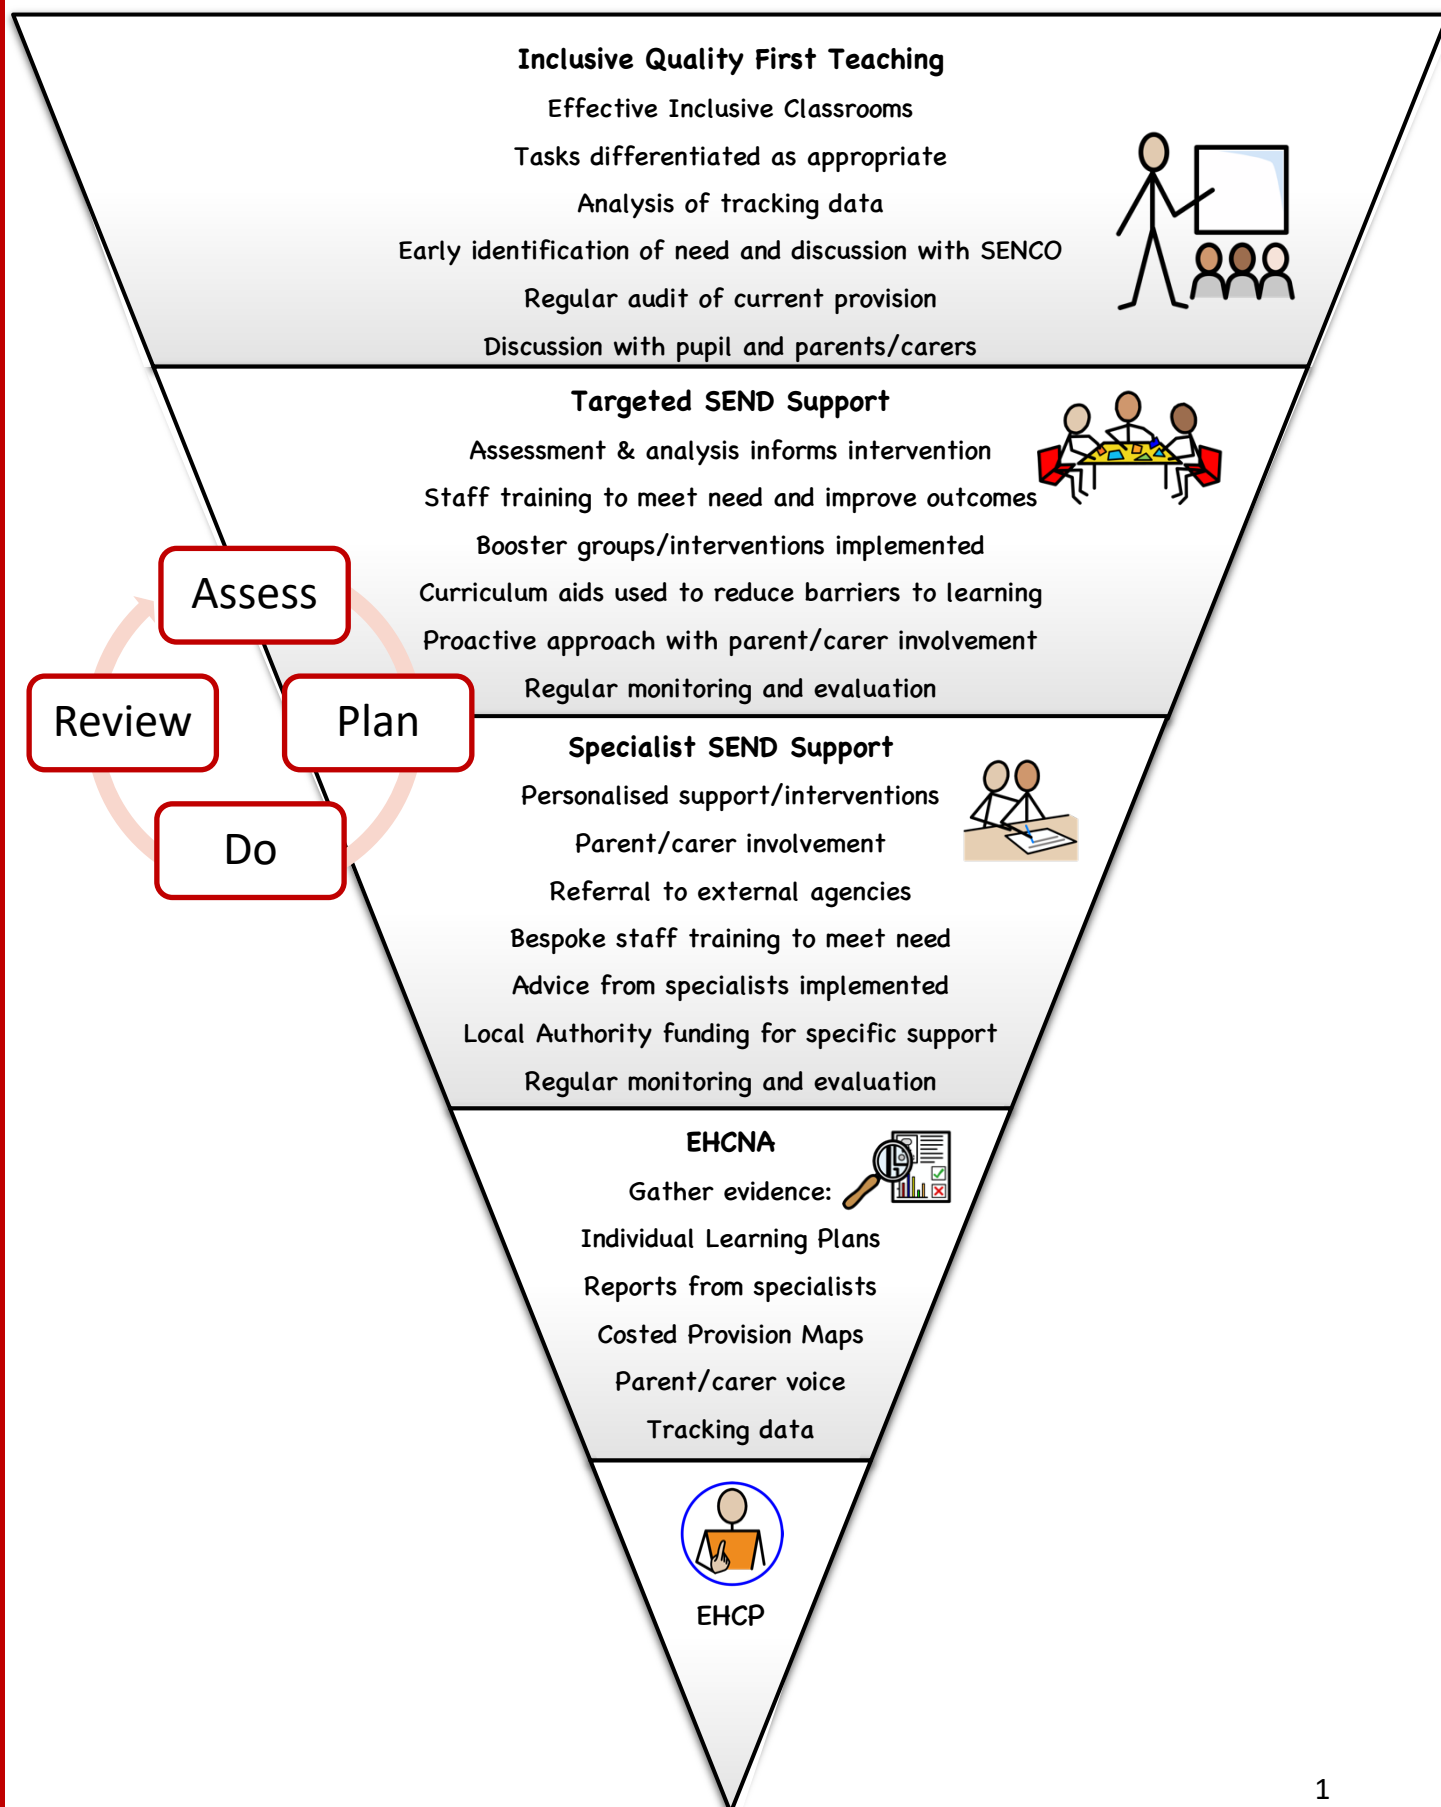 Inclusive Quality First Teaching
Effective Inclusive Classrooms
Tasks differentiated as appropriate
Analysis of tracking data
Early identification of need and discussion with SENCO
Regular audit of current provision
Discussion with pupil and parents/carers
Targeted SEND Support
Assessment & analysis informs intervention
Staff training to meet need and improve outcomes
Booster groups/interventions implemented
Curriculum aids used to reduce barriers to learning
Proactive approach with parent/carer involvement
Regular monitoring and evaluation
Assess
Plan
Do
Review
Specialist SEND Support
Personalised support/interventions
Parent/carer involvement
Referral to external agencies
Bespoke staff training to meet need
Advice from specialists implemented
Local Authority funding for specific support
Regular monitoring and evaluation
EHCNA
Gather evidence:
Individual Learning Plans
Reports from specialists
Costed Provision Maps
Parent/carer voice
Tracking data
EHCP
1